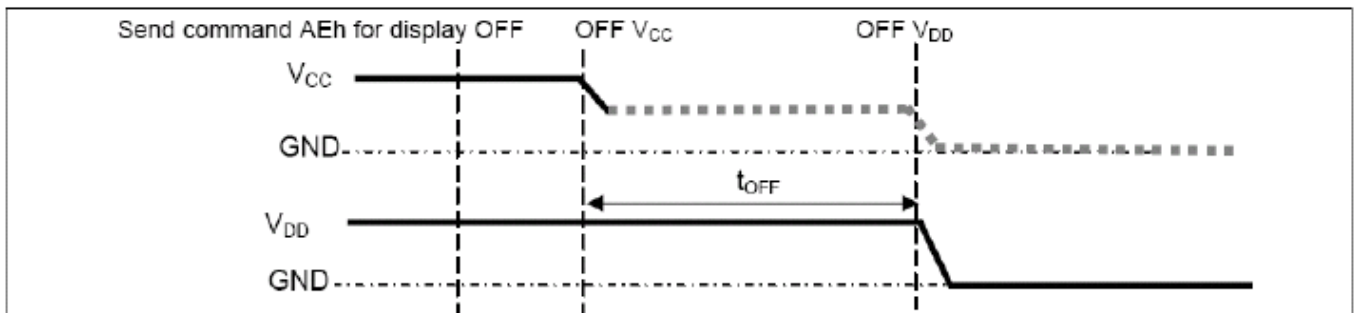 Send command AEh for display OFF OFF VCC OFF VDD
VCC
GND
tOFF
VDD
GND